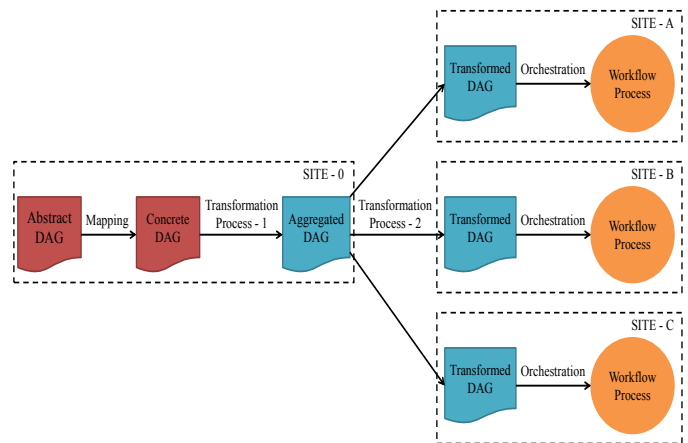 SITE - A
Transformed
DAG
Orchestration
Workflow
Process
SITE - 0
Abstract
DAG
Mapping
Concrete
DAG
Transformation
Process - 1
Aggregated
DAG
Transformation
Process - 2
SITE - B
Transformed
DAG
Orchestration
Workflow
Process
SITE - C
Transformed
DAG
Orchestration
Workflow
Process